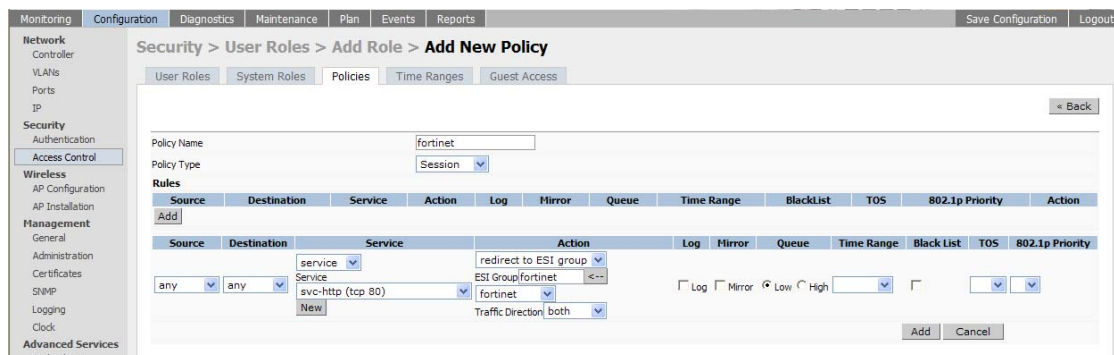 Monitoring Configuration Diagnostics Maintenance Plan Events Reports Save Configuration Logout
Network
Controller
VLANs
Ports
IP
Security
Authentication
Access Control
Wireless
AP Configuration
AP Installation
Management
General
Administration
Certificates
SNMP
Logging
Clock
Advanced Services
Security > User Roles > Add Role > Add New Policy
User Roles System Roles Policies Time Ranges Guest Access
« Back
Policy Name fortinet
Policy Type Session
Rules
Source Destination Service Action Log Mirror Queue Time Range BlackList TOS 802.1p Priority Action
Add
Source Destination Service Action Log Mirror Queue Time Range Black List TOS 802.1p Priority
any any service redirect to ESI group
Service ESI Group fortinet <--
svc-http (tcp 80) fortinet Log Mirror Low High
New Traffic Direction both
Add Cancel